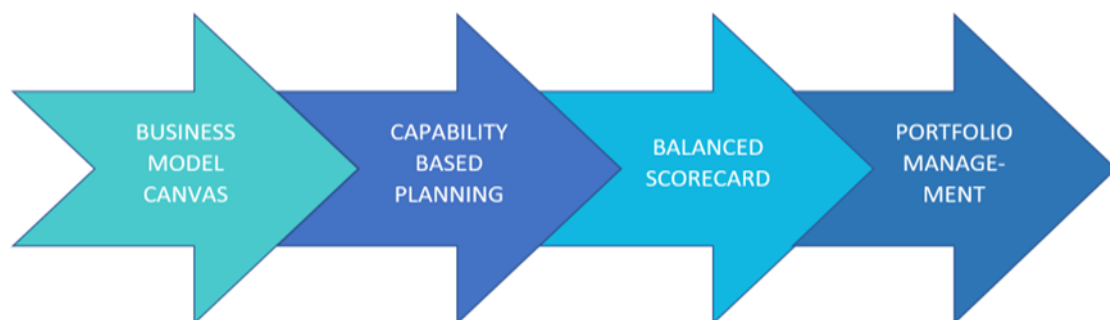 BUSINESS
MODEL
CANVAS
CAPABILITY
BASED
PLANNING
BALANCED
SCORECARD
PORTFOLIO
MANAGE-
MENT